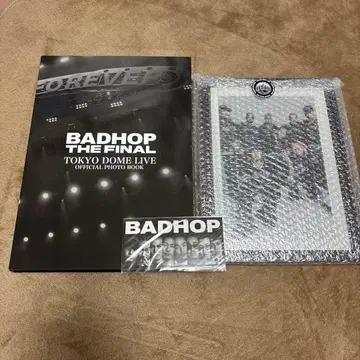 FOREVER
BADHOP
THE FINAL
TOKYO DOME LIVE
OFFICIAL PHOTO BOOK
BADHOP